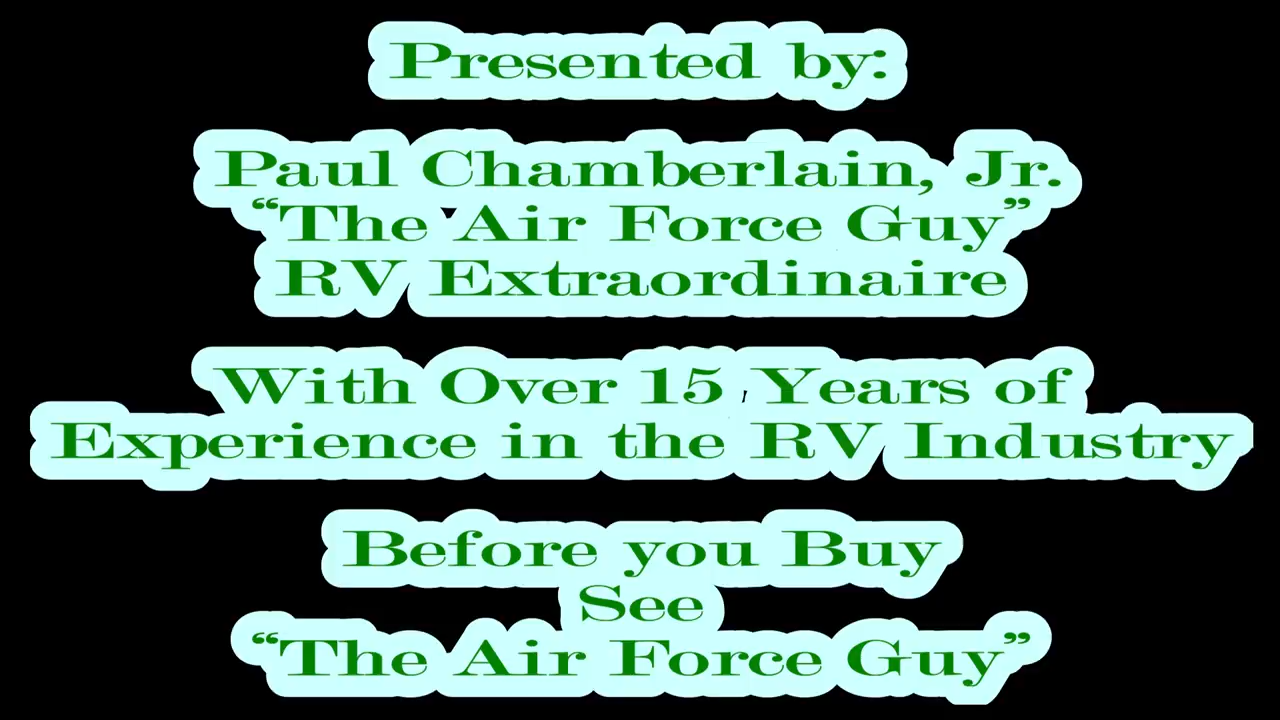 Presented by:
Paul Chamberlain, Jr.
“The Air Force Guy”
RV Extraordinaire
With Over 15 Years of
Experience in the RV Industry
Before you Buy
See
“The Air Force Guy”